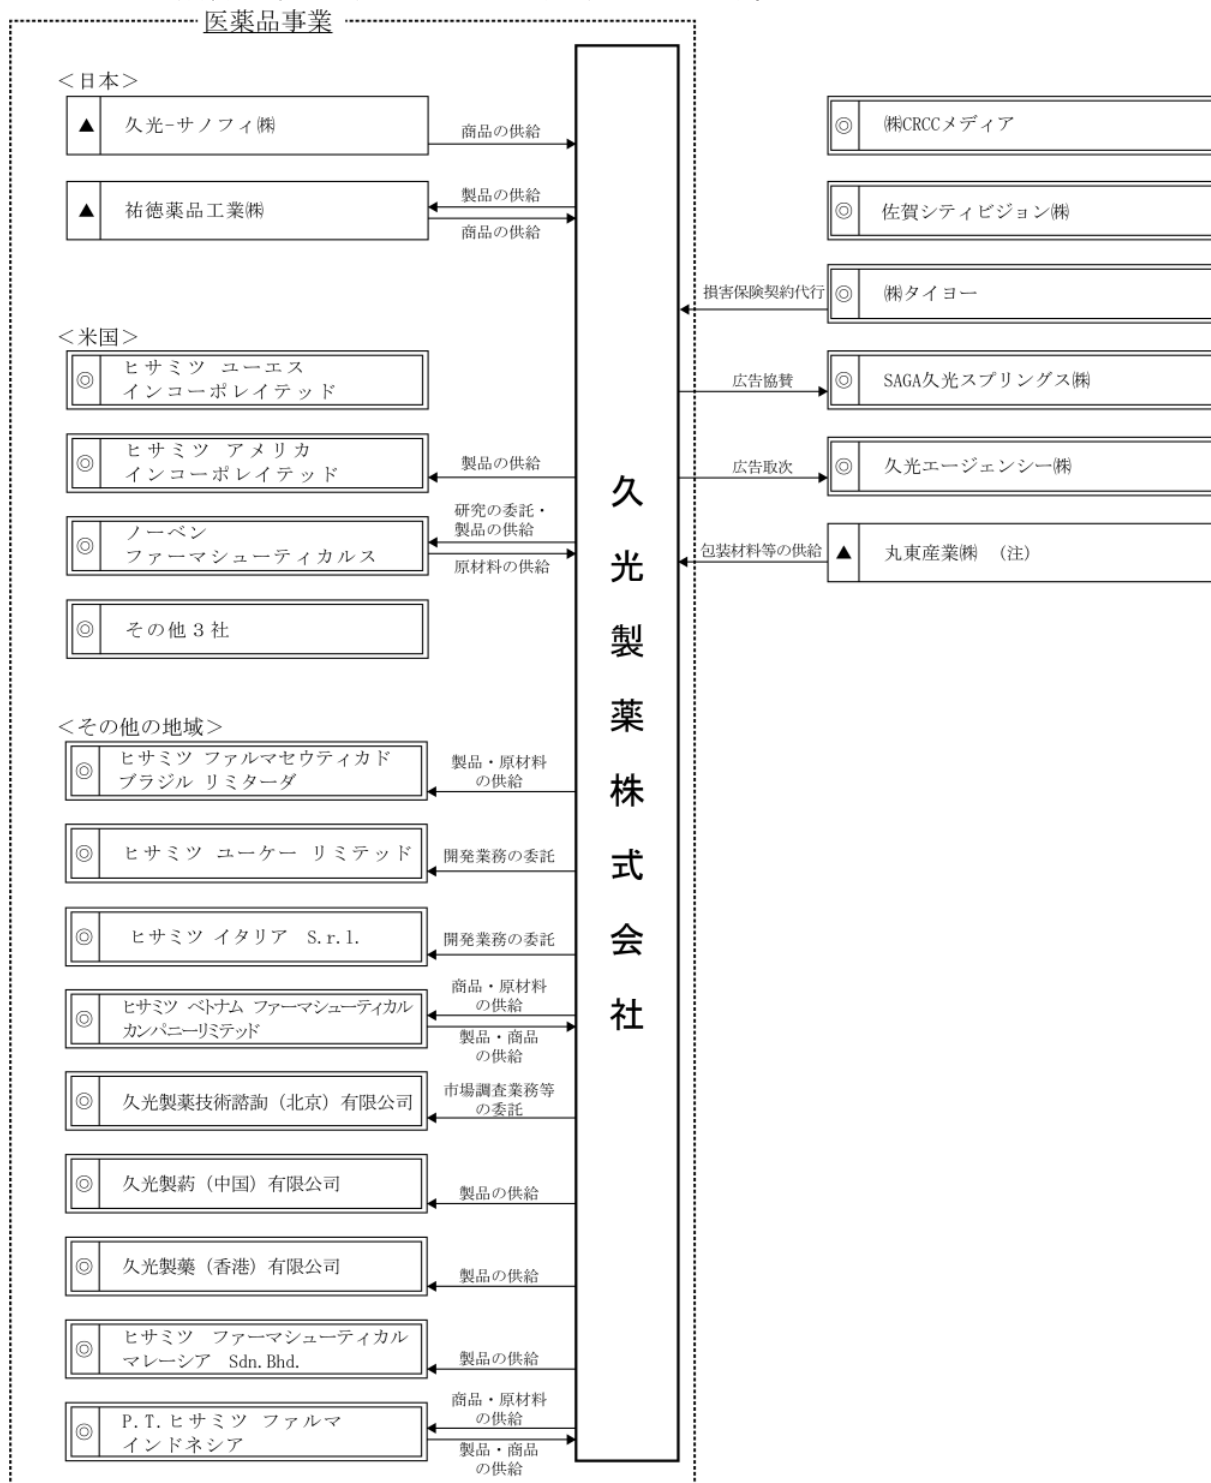 医薬品事業
＜日本＞
▲ 久光-サノフィ㈱
商品の供給
▲ 祐徳薬品工業㈱
製品の供給
商品の供給
＜米国＞
◎ ヒサミツ ユーエス
インコーポレイテッド
◎ ヒサミツ アメリカ
インコーポレイテッド
製品の供給
◎ ノーベン
ファーマシューティカルス
研究の委託・
製品の供給
原材料の供給
◎ その他３社
＜その他の地域＞
◎ ヒサミツ ファルマセウティカド
ブラジル リミターダ
製品・原材料
の供給
◎ ヒサミツ ユーケー リミテッド
開発業務の委託
◎ ヒサミツ イタリア S.r.l.
開発業務の委託
◎ ヒサミツ ベトナム ファーマシューティカル
カンパニーリミテッド
商品・原材料
の供給
製品・商品
の供給
◎ 久光製薬技術諮詢（北京）有限公司
市場調査業務等
の委託
◎ 久光製葯（中国）有限公司
製品の供給
◎ 久光製藥（香港）有限公司
製品の供給
◎ ヒサミツ ファーマシューティカル
マレーシア Sdn.Bhd.
製品の供給
◎ P.T.ヒサミツ ファルマ
インドネシア
商品・原材料
の供給
製品・商品
の供給
久光製薬株式会社
◎ ㈱CRCCメディア
◎ 佐賀シティビジョン㈱
損害保険契約代行
◎ ㈱タイヨー
広告協賛
◎ SAGA久光スプリングス㈱
広告取次
◎ 久光エージェンシー㈱
包装材料等の供給
▲ 丸東産業㈱ （注）